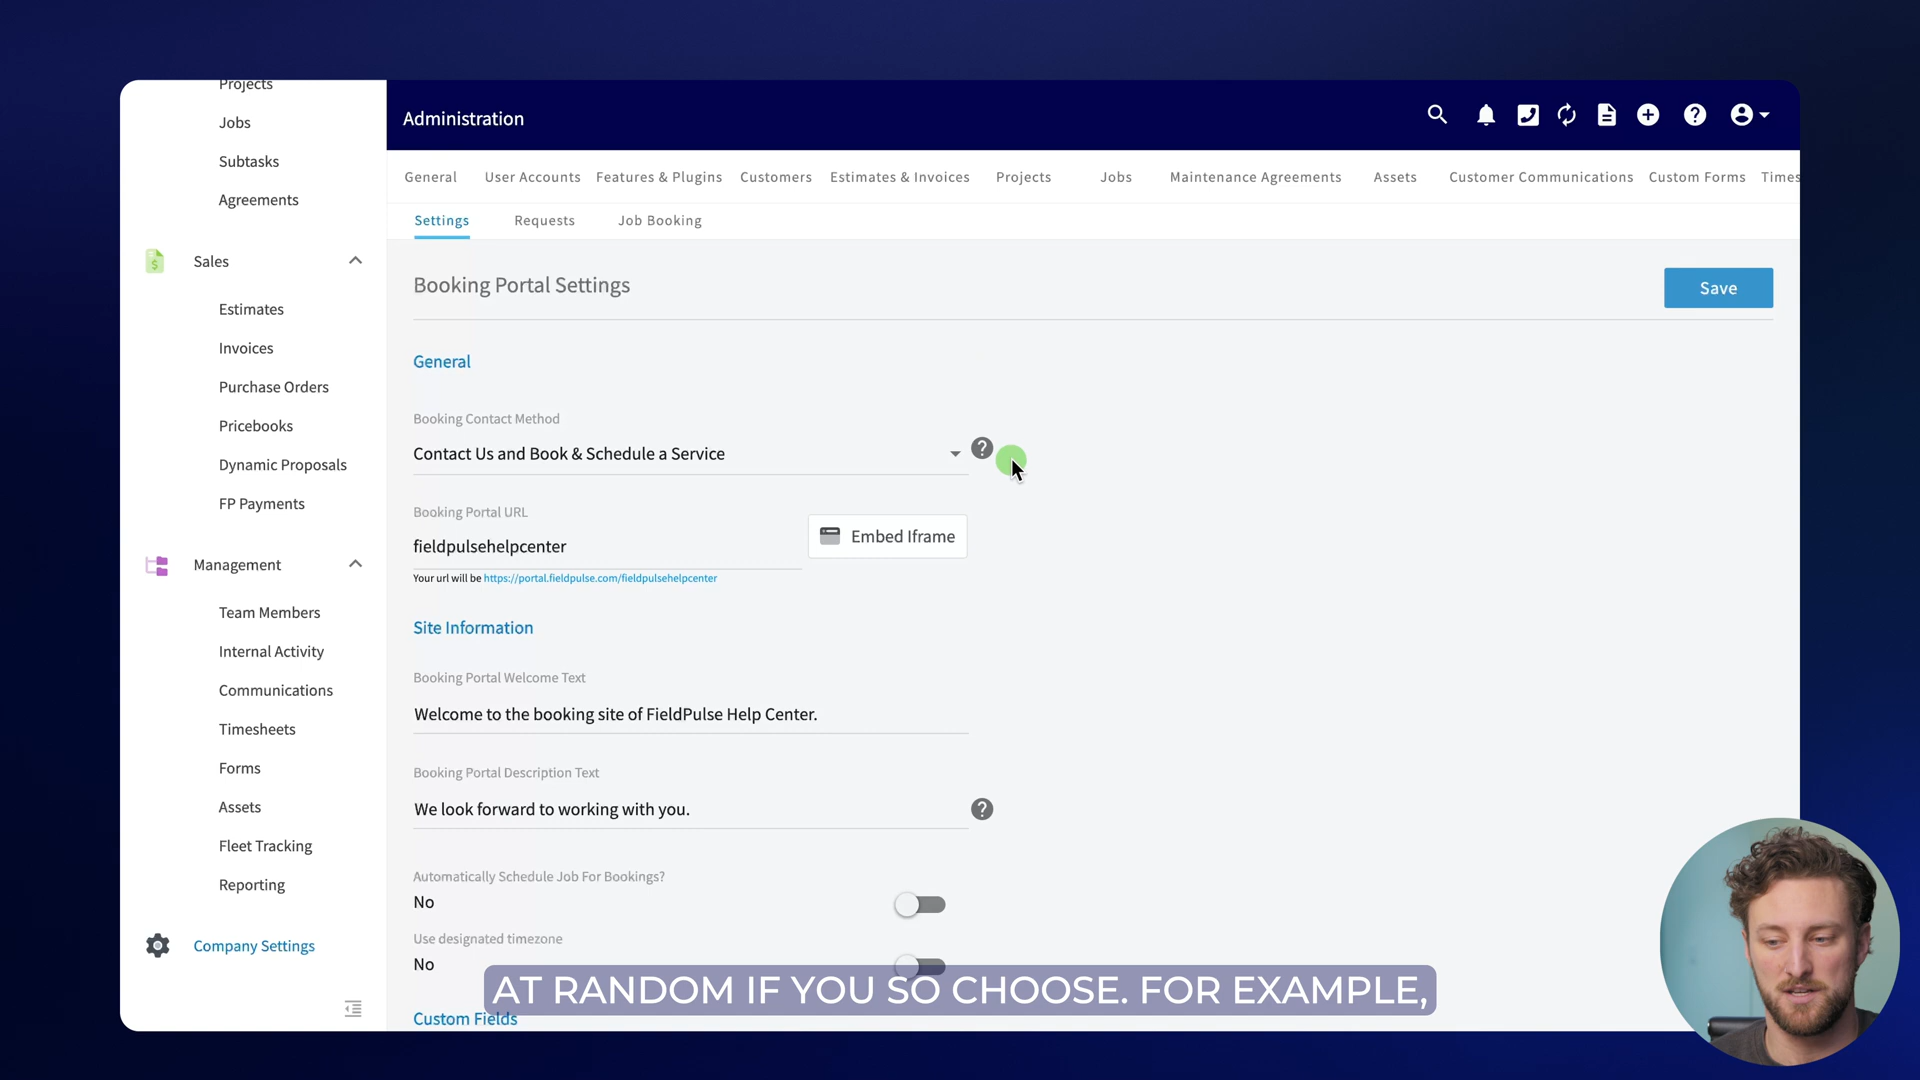 Projects
Jobs
Subtasks
Agreements
Sales
Estimates
Invoices
Purchase Orders
Pricebooks
Dynamic Proposals
FP Payments
Management
Team Members
Internal Activity
Communications
Timesheets
Forms
Assets
Fleet Tracking
Reporting
Company Settings
Administration
General User Accounts Features & Plugins Customers Estimates & Invoices Projects Jobs Maintenance Agreements Assets Customer Communications Custom Forms Times
Settings Requests Job Booking
Booking Portal Settings
Save
General
Booking Contact Method
Contact Us and Book & Schedule a Service
Booking Portal URL
fieldpulsehelpcenter
Embed Iframe
Your url will be https://portal.fieldpulse.com/fieldpulsehelpcenter
Site Information
Booking Portal Welcome Text
Welcome to the booking site of FieldPulse Help Center.
Booking Portal Description Text
We look forward to working with you.
Automatically Schedule Job For Bookings?
No
Use designated timezone
No
AT RANDOM IF YOU SO CHOOSE. FOR EXAMPLE,
Custom Fields